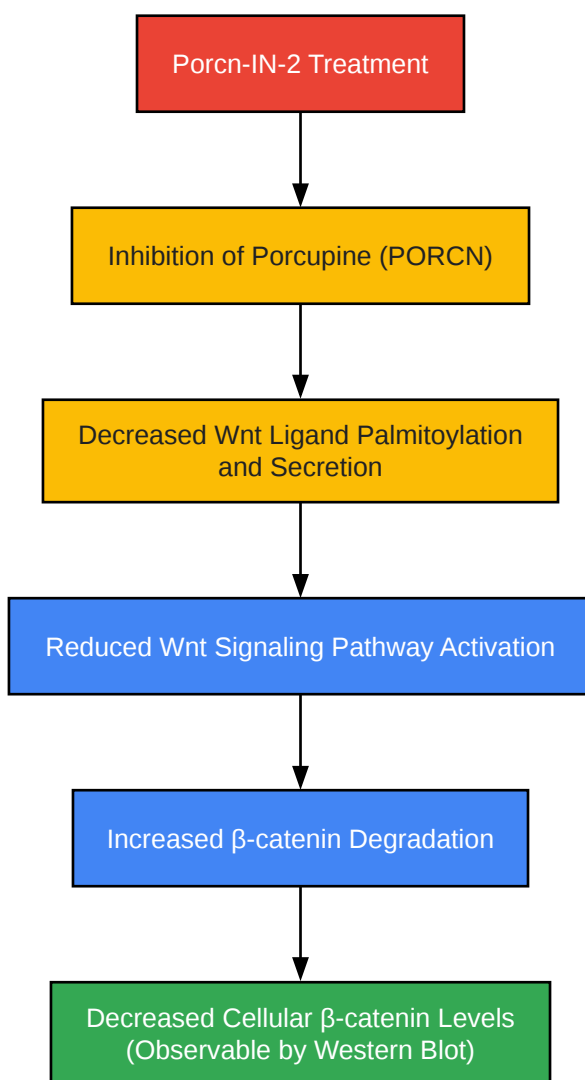 Porcn-IN-2 Treatment
Inhibition of Porcupine (PORCN)
Decreased Wnt Ligand Palmitoylation
and Secretion
Reduced Wnt Signaling Pathway Activation
Increased β-catenin Degradation
Decreased Cellular β-catenin Levels
(Observable by Western Blot)